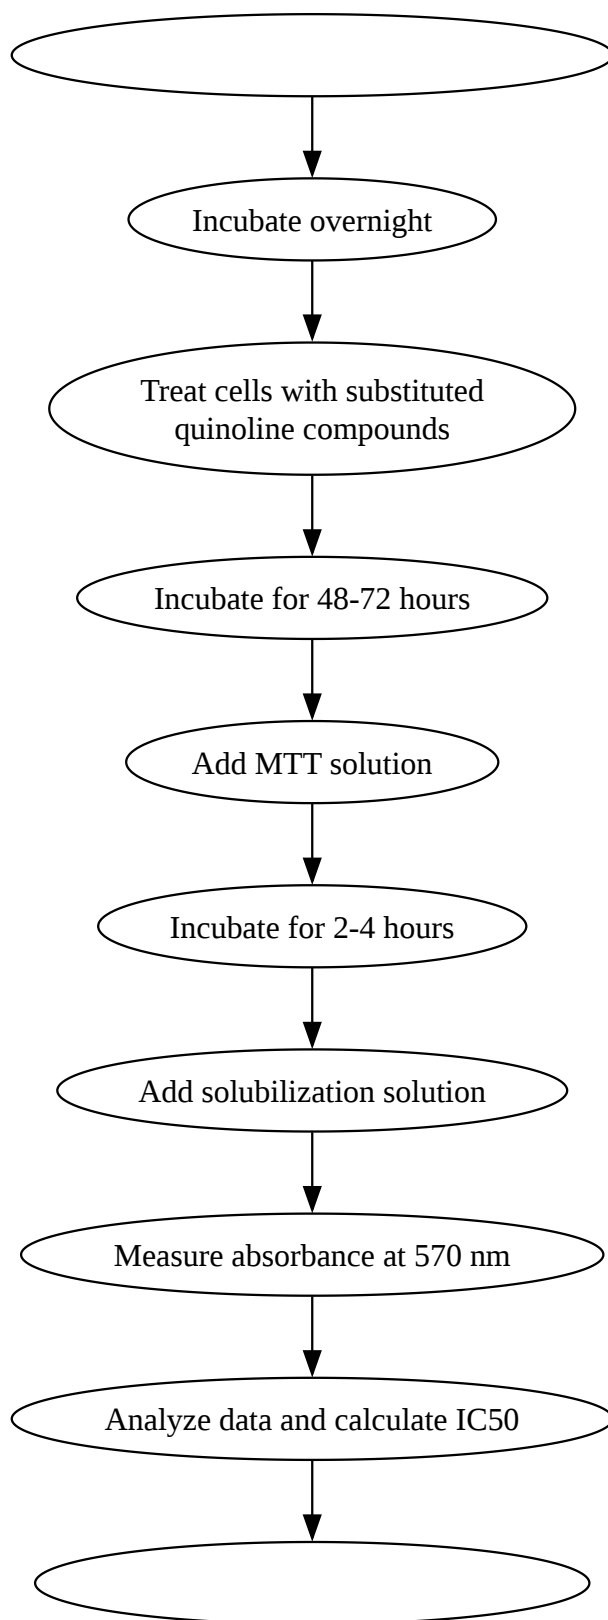 Incubate overnight
Treat cells with substituted
quinoline compounds
Incubate for 48-72 hours
Add MTT solution
Incubate for 2-4 hours
Add solubilization solution
Measure absorbance at 570 nm
Analyze data and calculate IC50